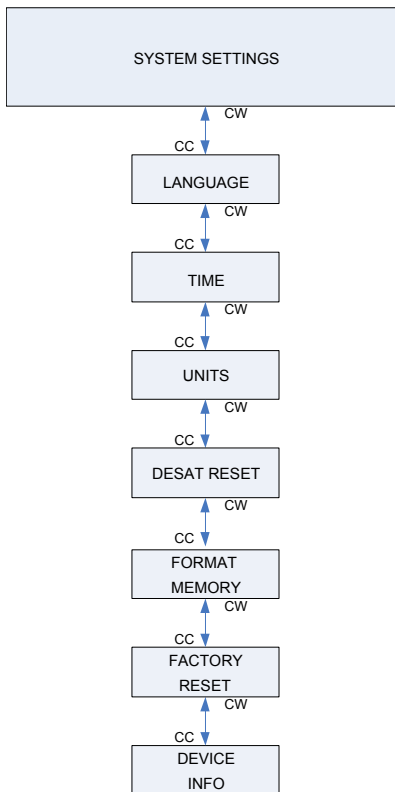 SYSTEM SETTINGS
CW
CC
LANGUAGE
CW
CC
TIME
CW
CC
UNITS
CW
CC
DESAT RESET
CW
CC
FORMAT
MEMORY
CW
CC
FACTORY
RESET
CW
CC
DEVICE
INFO